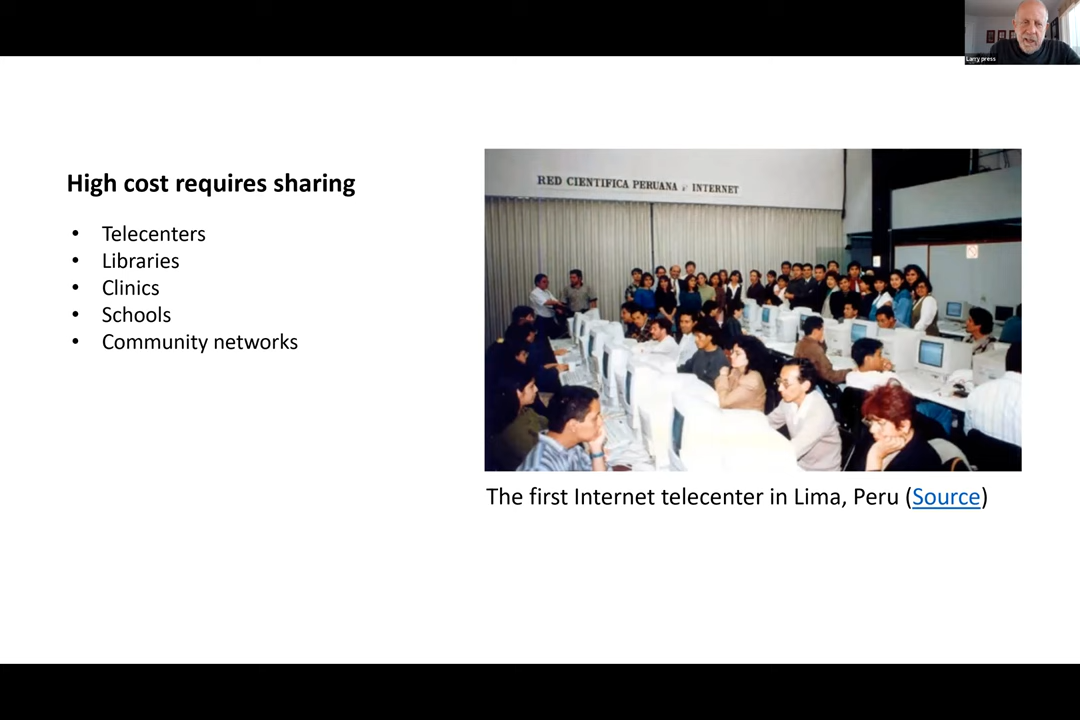 Larry press
High cost requires sharing
• Telecenters
• Libraries
• Clinics
• Schools
• Community networks
RED CIENTIFICA PERUANA
INTERNET
The first Internet telecenter in Lima, Peru (Source)